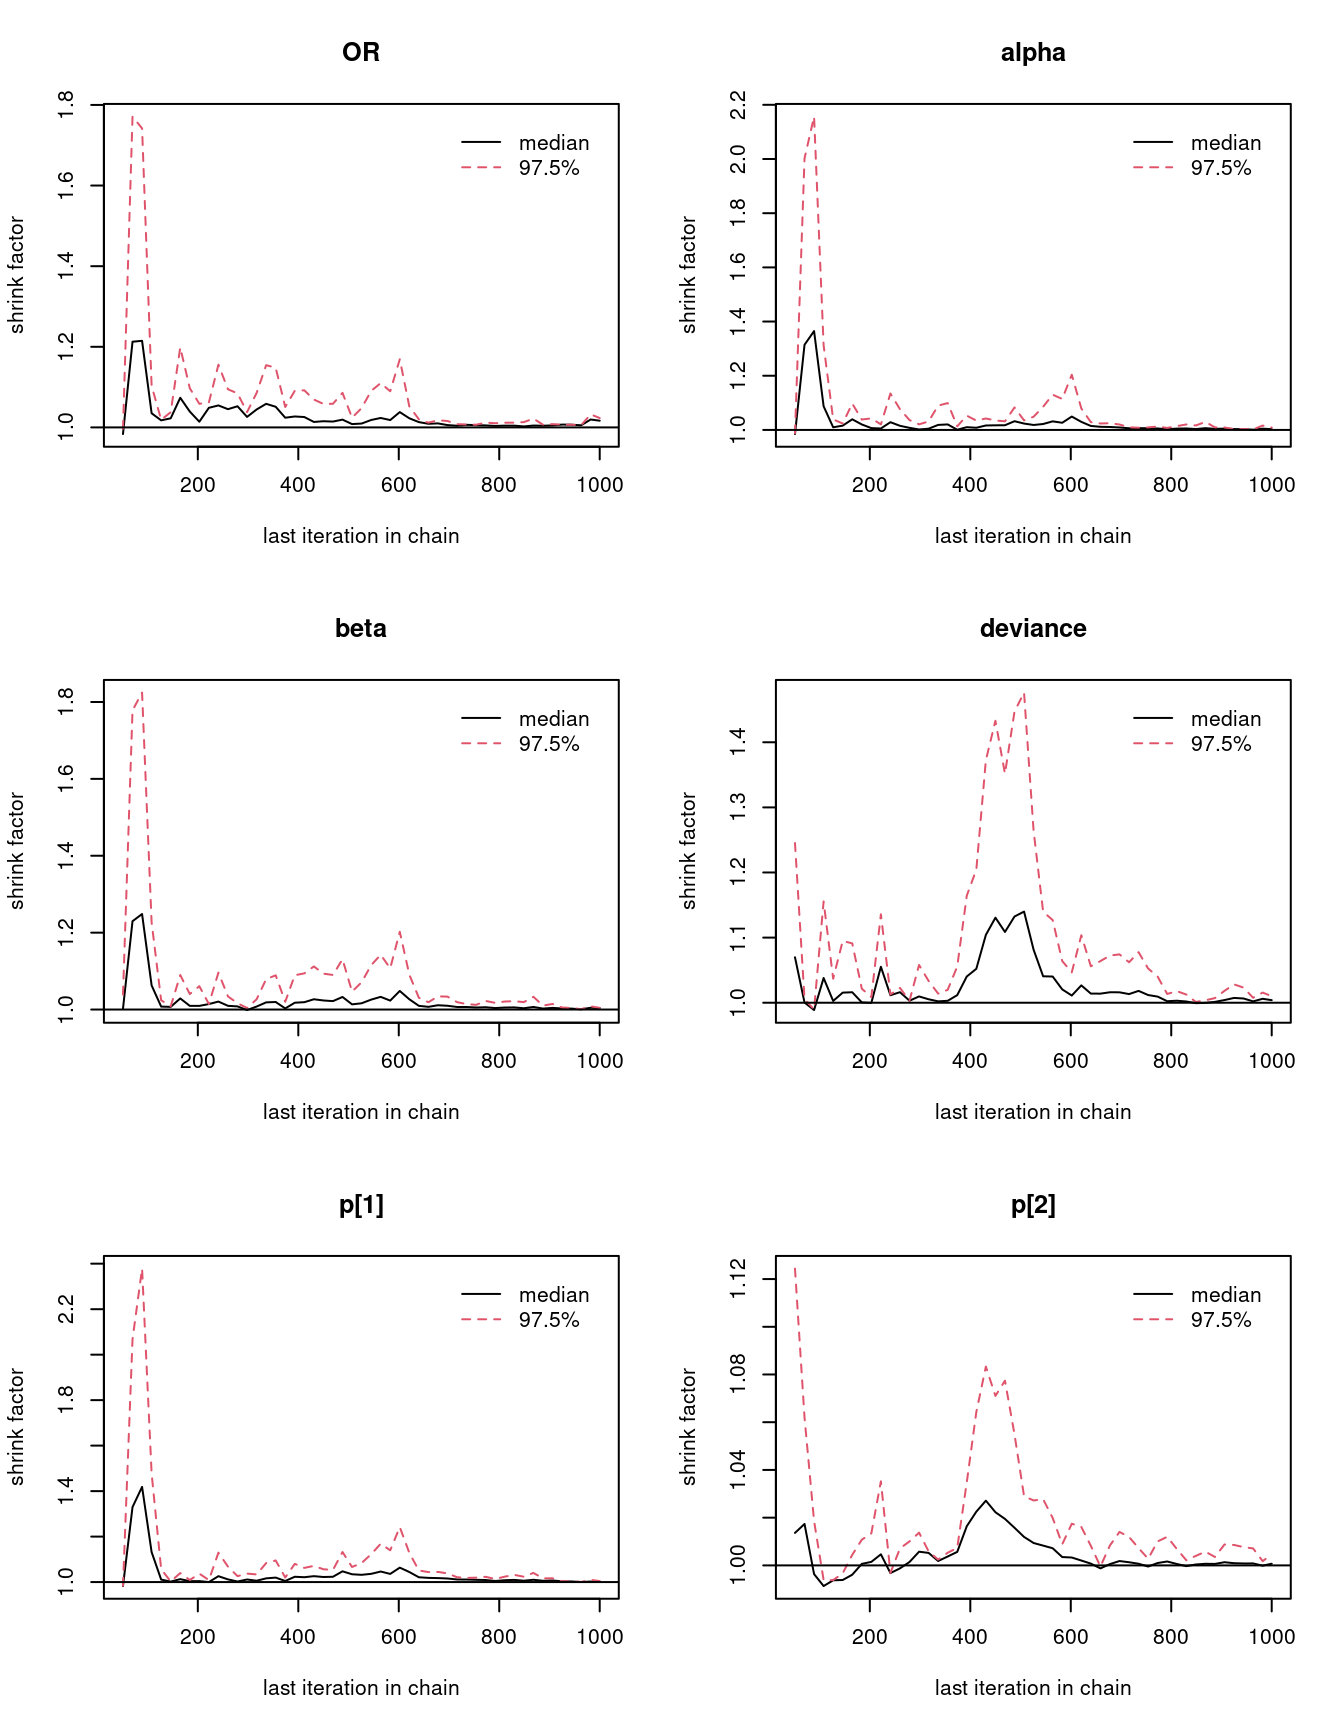 OR
shrink factor
1.0 1.2 1.4 1.6 1.8
median
97.5%
200 400 600 800 1000
last iteration in chain
alpha
shrink factor
1.0 1.2 1.4 1.6 1.8 2.0 2.2
median
97.5%
200 400 600 800 1000
last iteration in chain
beta
shrink factor
1.0 1.2 1.4 1.6 1.8
median
97.5%
200 400 600 800 1000
last iteration in chain
deviance
shrink factor
1.0 1.1 1.2 1.3 1.4
median
97.5%
200 400 600 800 1000
last iteration in chain
p[1]
shrink factor
1.0 1.4 1.8 2.2
median
97.5%
200 400 600 800 1000
last iteration in chain
p[2]
shrink factor
1.00 1.04 1.08 1.12
median
97.5%
200 400 600 800 1000
last iteration in chain